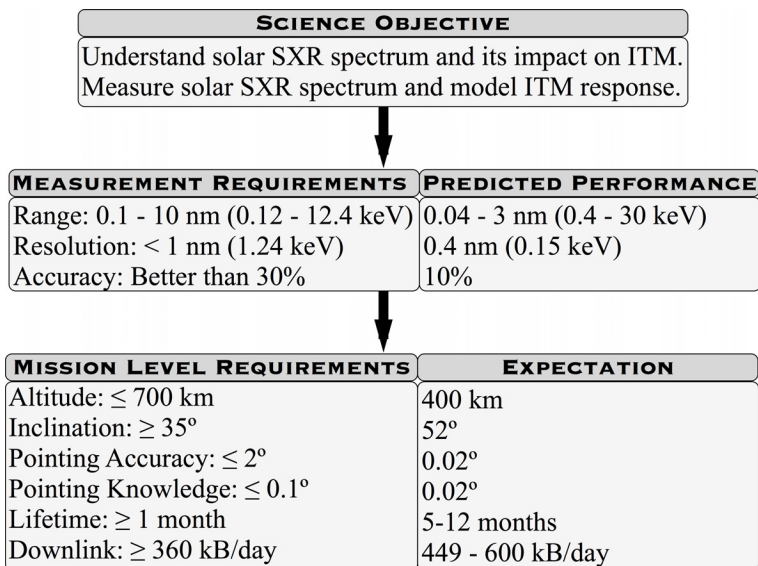 SCIENCE OBJECTIVE
Understand solar SXR spectrum and its impact on ITM.
Measure solar SXR spectrum and model ITM response.
MEASUREMENT REQUIREMENTS PREDICTED PERFORMANCE
Range: 0.1 - 10 nm (0.12 - 12.4 keV) 0.04 - 3 nm (0.4 - 30 keV)
Resolution: < 1 nm (1.24 keV) 0.4 nm (0.15 keV)
Accuracy: Better than 30% 10%
MISSION LEVEL REQUIREMENTS EXPECTATION
Altitude: ≤ 700 km 400 km
Inclination: ≥ 35º 52º
Pointing Accuracy: ≤ 2º 0.02º
Pointing Knowledge: ≤ 0.1º 0.02º
Lifetime: ≥ 1 month 5-12 months
Downlink: ≥ 360 kB/day 449 - 600 kB/day